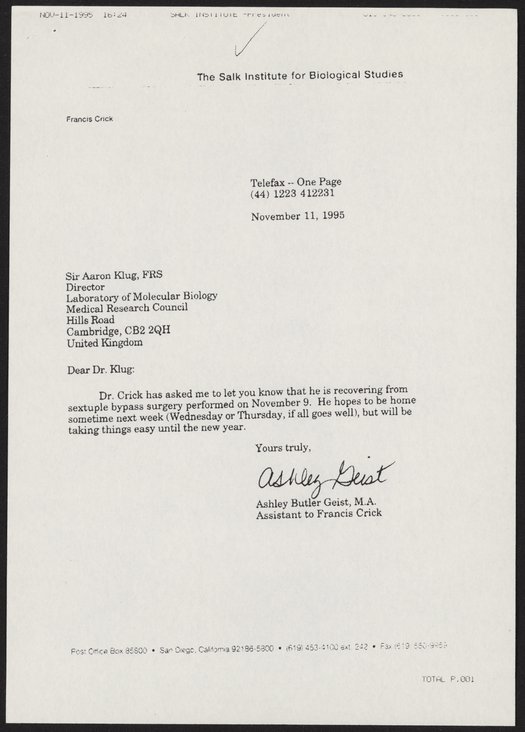 NOV-11-1995 16:24 SALK INSTITUTE -President
The Salk Institute for Biological Studies
Francis Crick
Telefax -- One Page
(44) 1223 412231
November 11, 1995
Sir Aaron Klug, FRS
Director
Laboratory of Molecular Biology
Medical Research Council
Hills Road
Cambridge, CB2 2QH
United Kingdom
Dear Dr. Klug:
Dr. Crick has asked me to let you know that he is recovering from
sextuple bypass surgery performed on November 9. He hopes to be home
sometime next week (Wednesday or Thursday, if all goes well), but will be
taking things easy until the new year.
Yours truly,
Ashley Geist
Ashley Butler Geist, M.A.
Assistant to Francis Crick
Post Office Box 85800 • San Diego, California 92186-5800 • (619) 453-4100 ext. 242 • Fax (619)
TOTAL P.001